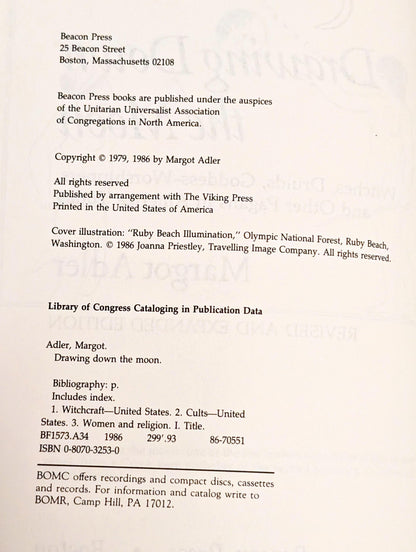 Beacon Press
25 Beacon Street
Boston, Massachusetts 02108
Beacon Press books are published under the auspices
of the Unitarian Universalist Association
of Congregations in North America.
Copyright © 1979, 1986 by Margot Adler
All rights reserved
Published by arrangement with The Viking Press
Printed in the United States of America
Cover illustration: “Ruby Beach Illumination,” Olympic National Forest, Ruby Beach,
Washington. © 1986 Joanna Priestley, Travelling Image Company. All rights reserved.
Library of Congress Cataloging in Publication Data
Adler, Margot.
Drawing down the moon.
Bibliography: p.
Includes index.
1. Witchcraft—United States. 2. Cults—United
States. 3. Women and religion. I. Title.
BF1573.A34 1986 299'.93 86-70551
ISBN 0-8070-3253-0
BOMC offers recordings and compact discs, cassettes
and records. For information and catalog write to
BOMR, Camp Hill, PA 17012.